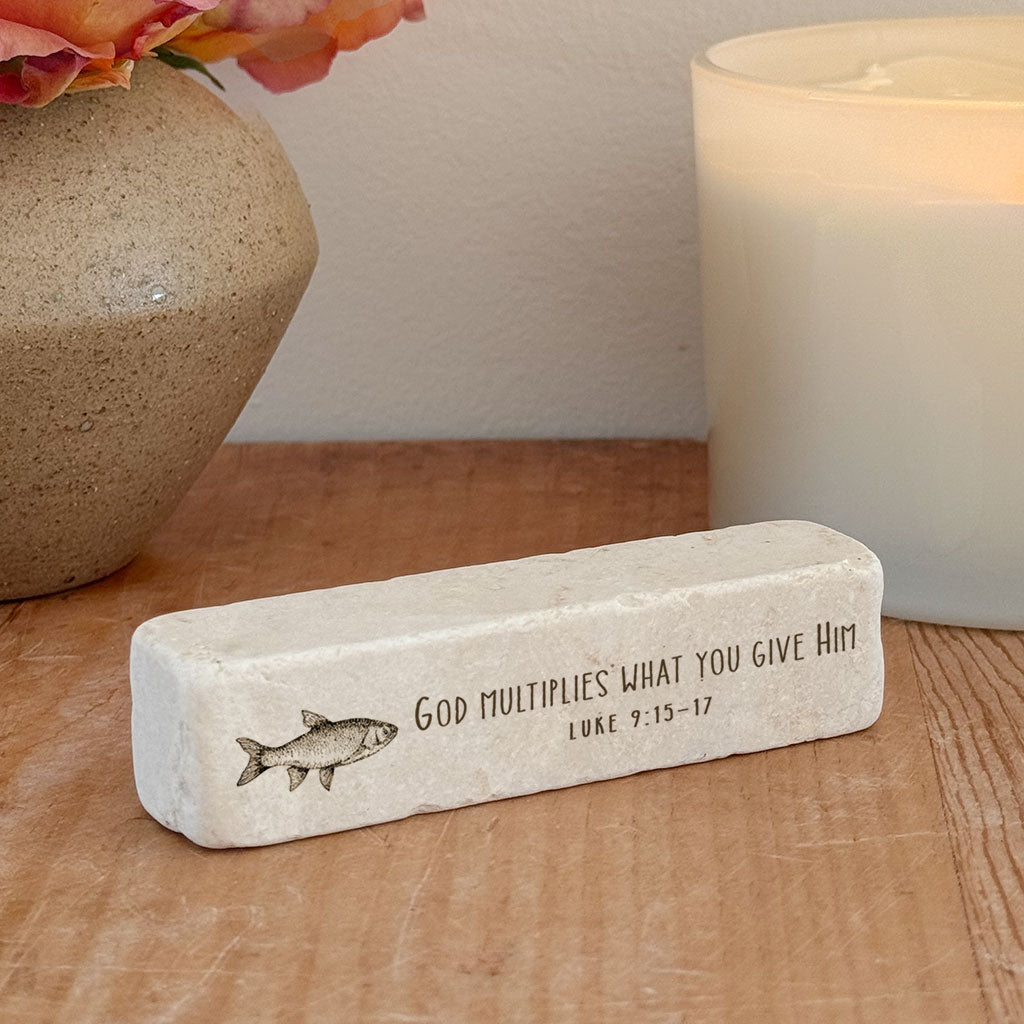 God multiplies what you give Him
Luke 9:15-17